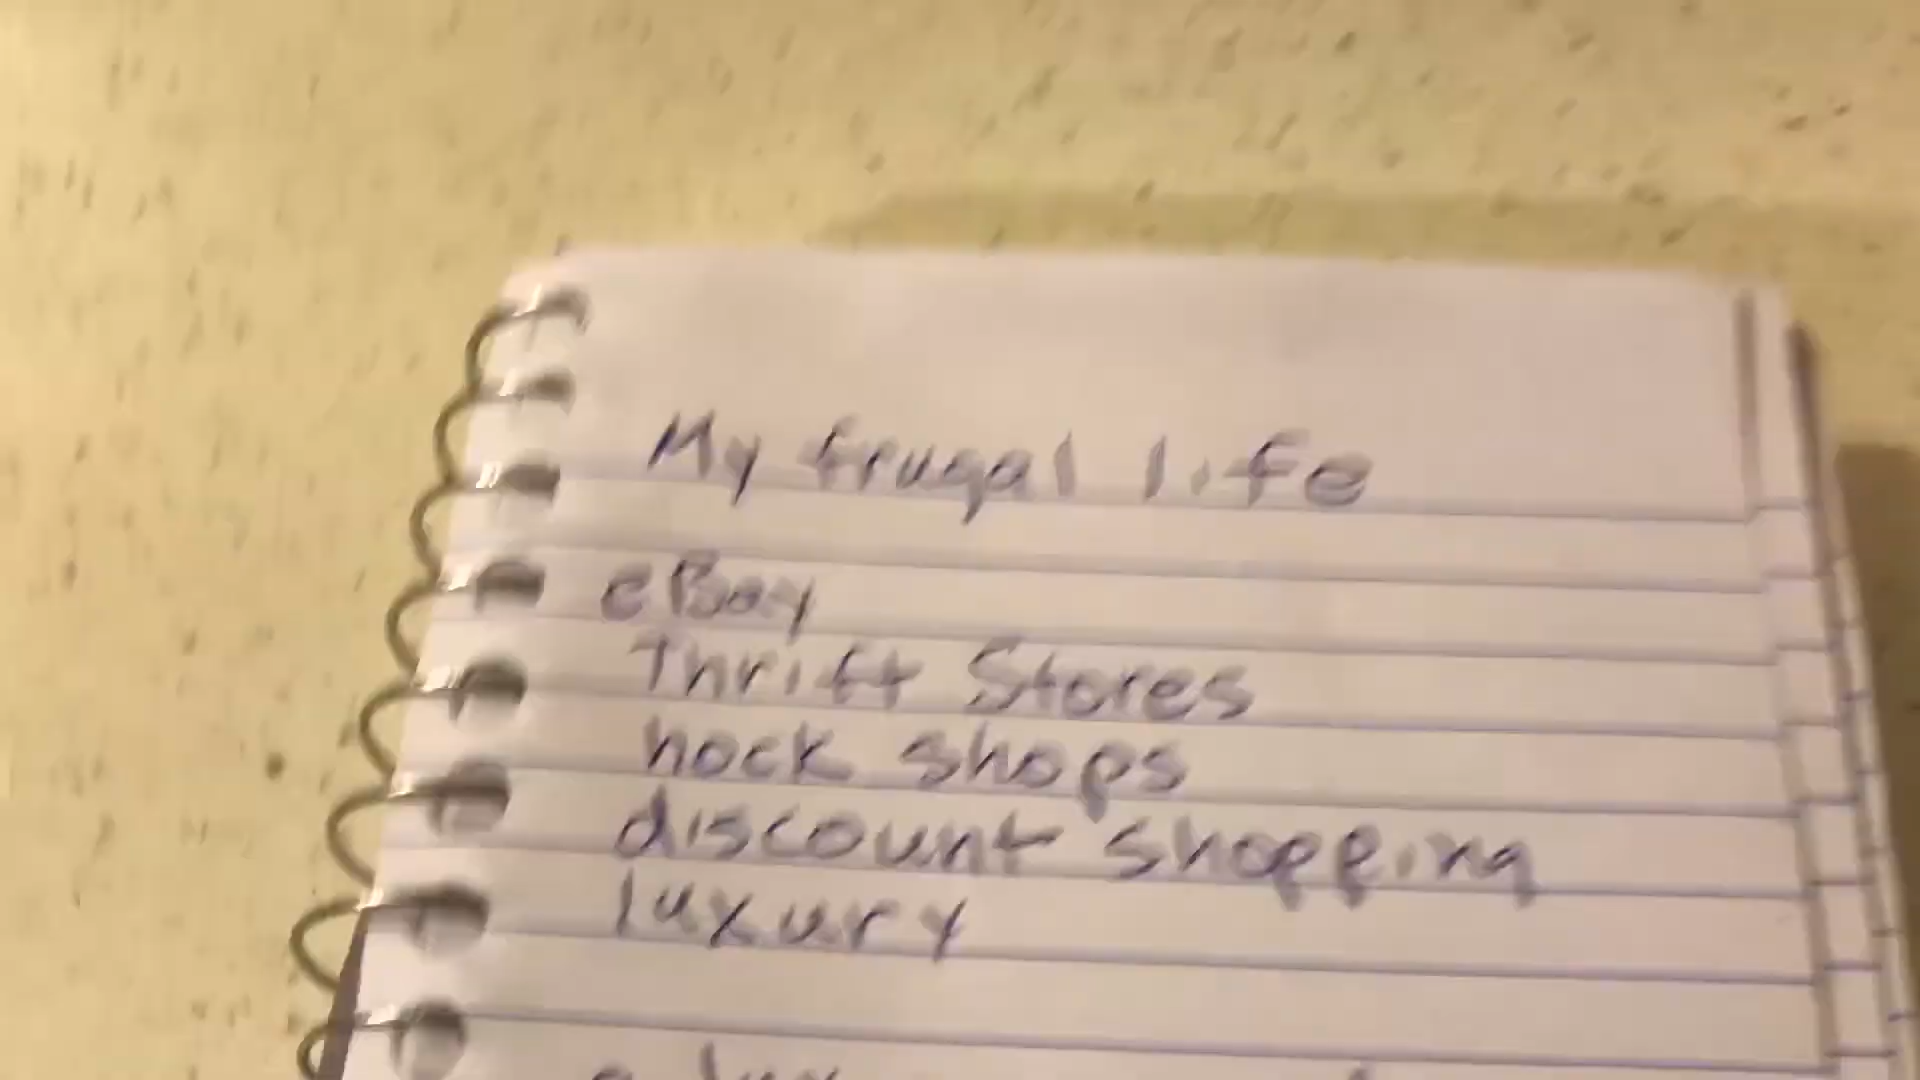 My frugal life
eBay
Thrift Stores
hock shops
discount shopping
luxury